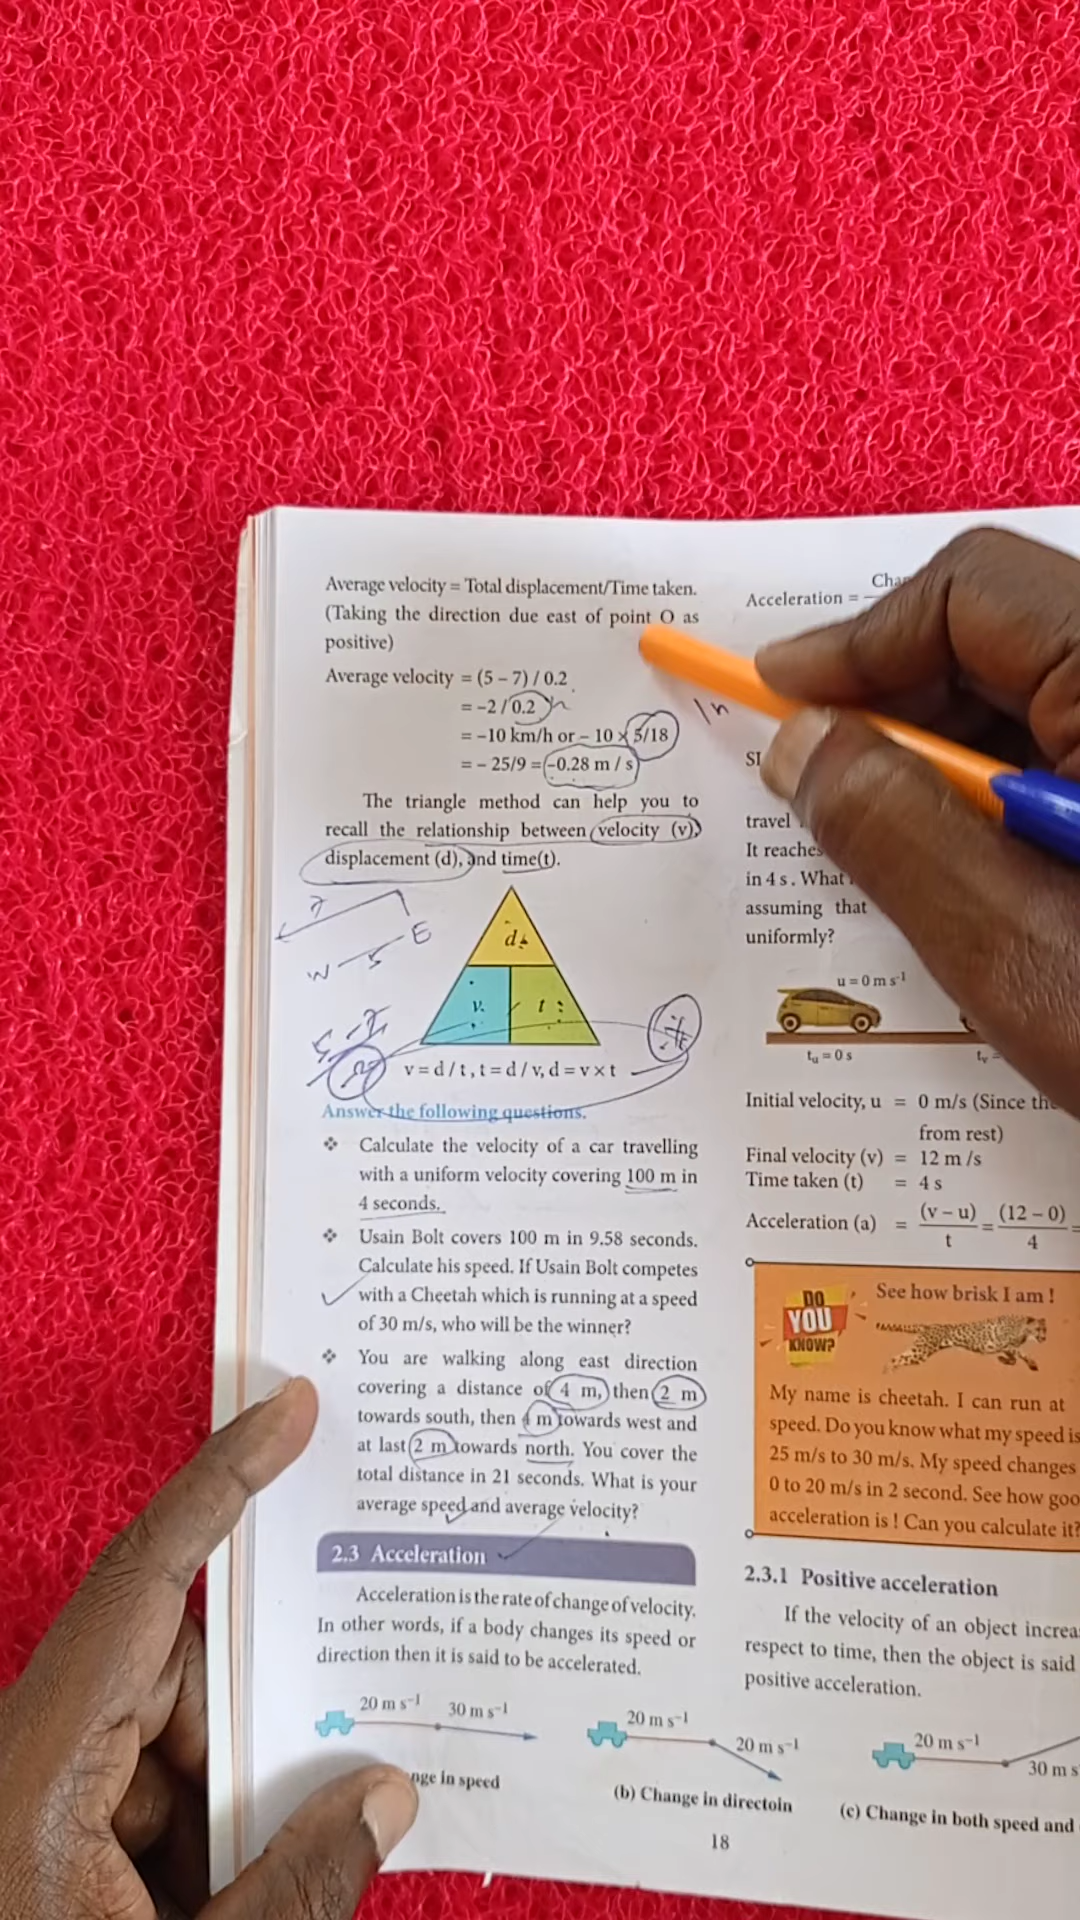 Average velocity = Total displacement/Time taken.
(Taking the direction due east of point O as
positive)
Average velocity = (5 – 7) / 0.2
= -2 / 0.2 h
= -10 km/h or – 10 × 5/18
= – 25/9 = -0.28 m / s
The triangle method can help you to
recall the relationship between velocity (v),
displacement (d), and time(t).
7
E
W 5
d
v t
5 - 7
v = d / t , t = d / v, d = v × t
Answer the following questions.
❖ Calculate the velocity of a car travelling
with a uniform velocity covering 100 m in
4 seconds.
❖ Usain Bolt covers 100 m in 9.58 seconds.
Calculate his speed. If Usain Bolt competes
with a Cheetah which is running at a speed
of 30 m/s, who will be the winner?
❖ You are walking along east direction
covering a distance of 4 m, then 2 m
towards south, then 4 m towards west and
at last 2 m towards north. You cover the
total distance in 21 seconds. What is your
average speed and average velocity?
2.3 Acceleration
Acceleration is the rate of change of velocity.
In other words, if a body changes its speed or
direction then it is said to be accelerated.
Acceleration =
1h
travel
It reaches
in 4 s . What
assuming that
uniformly?
u = 0 m s⁻¹
tᵤ = 0 s
tᵥ =
Initial velocity, u = 0 m/s (Since the
from rest)
Final velocity (v) = 12 m /s
Time taken (t) = 4 s
Acceleration (a) = (v – u)/t = (12 – 0)/4 =
DO
YOU
KNOW?
See how brisk I am !
My name is cheetah. I can run at
speed. Do you know what my speed is
25 m/s to 30 m/s. My speed changes
0 to 20 m/s in 2 second. See how
acceleration is ! Can you calculate it?
2.3.1 Positive acceleration
If the velocity of an object
respect to time, then the object is said
positive acceleration.
20 m s⁻¹ 30 m s⁻¹
in speed
20 m s⁻¹
20 m s⁻¹
(b) Change in directoin
20 m s⁻¹
30 m s
(c) Change in both speed and
18